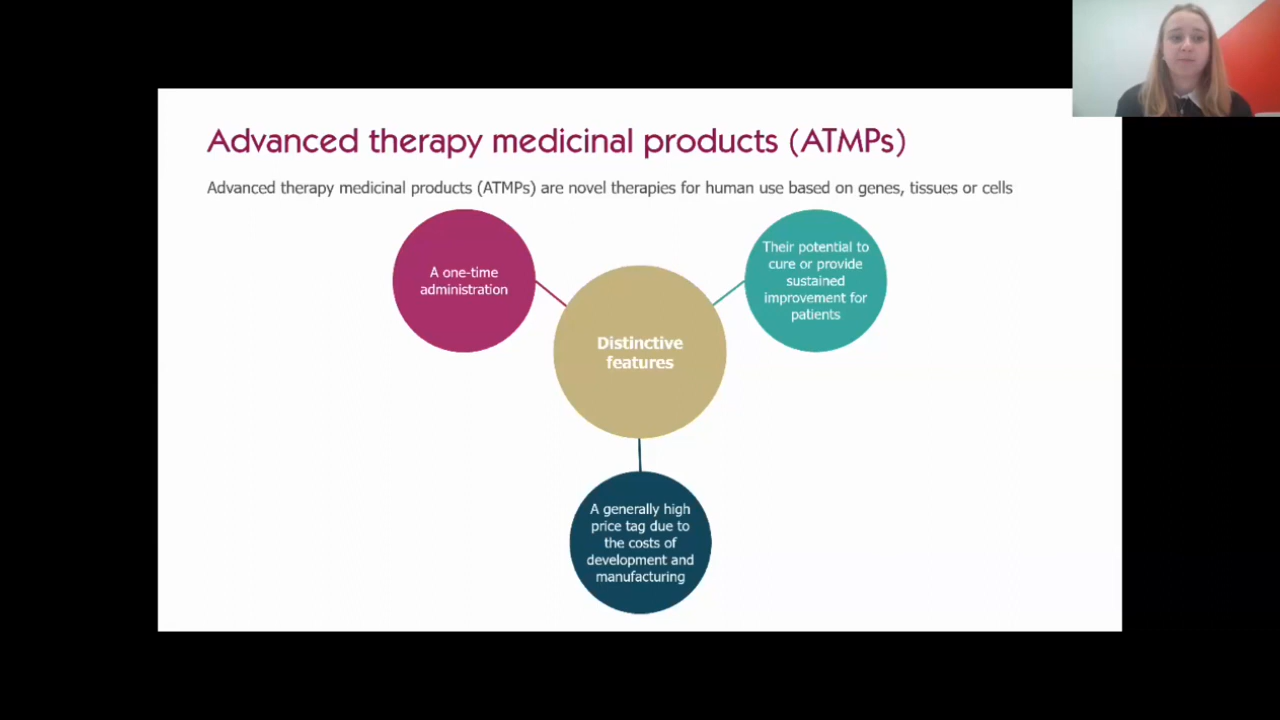 Advanced therapy medicinal products (ATMPs)
Advanced therapy medicinal products (ATMPs) are novel therapies for human use based on genes, tissues or cells
A one-time
administration
Their potential to
cure or provide
sustained
improvement for
patients
Distinctive
features
A generally high
price tag due to
the costs of
development and
manufacturing